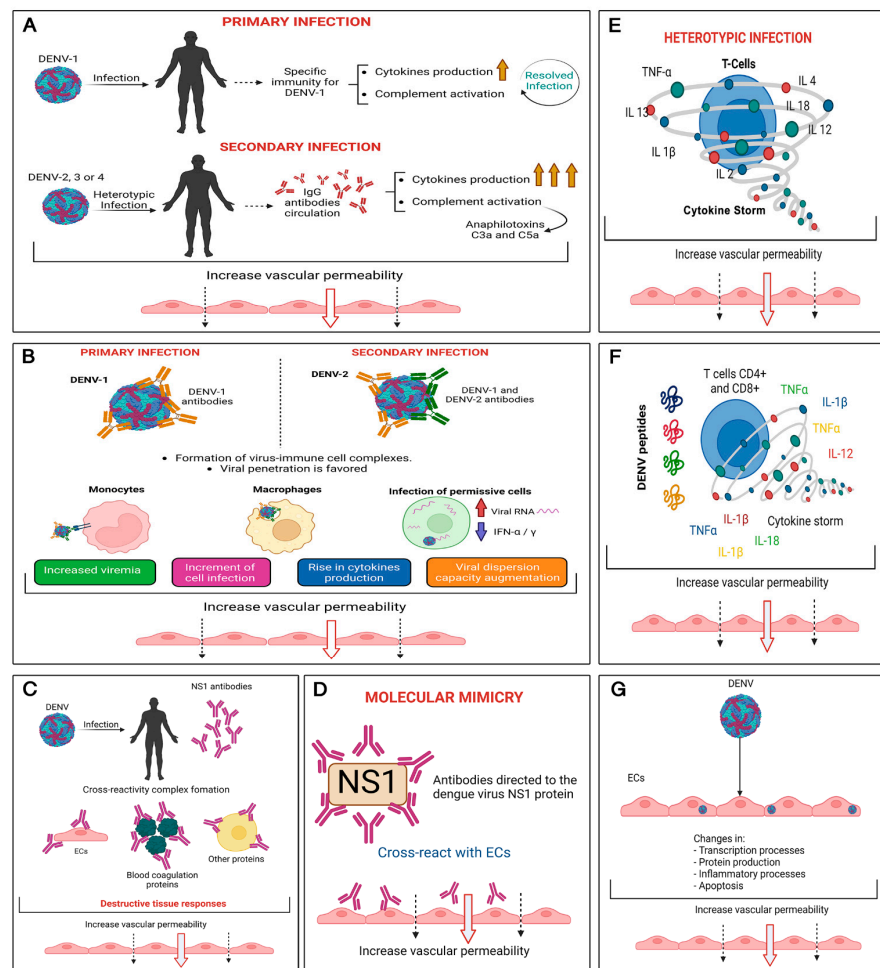 A
PRIMARY INFECTION
DENV-1
Infection
Specific
immunity for
DENV-1
• Cytokines production
• Complement activation
Resolved
Infection
SECONDARY INFECTION
DENV-2, 3 or 4
Heterotypic
Infection
IgG
antibodies
circulation
• Cytokines production
• Complement activation
Anaphilotoxins
C3a and C5a
Increase vascular permeability
B
PRIMARY INFECTION
DENV-1
DENV-1
antibodies
SECONDARY INFECTION
DENV-2
DENV-1 and
DENV-2 antibodies
• Formation of virus-immune cell complexes.
• Viral penetration is favored
Monocytes
Macrophages
Infection of permissive cells
Viral RNA
IFN-α / γ
Increased viremia
Increment of
cell infection
Rise in cytokines
production
Viral dispersion
capacity augmentation
Increase vascular permeability
C
DENV
Infection
NS1 antibodies
Cross-reactivity complex fomation
ECs
Blood coagulation
proteins
Other proteins
Destructive tissue responses
Increase vascular permeability
D
MOLECULAR MIMICRY
NS1
Antibodies directed to the
dengue virus NS1 protein
Cross-react with ECs
Increase vascular permeability
E
HETEROTYPIC INFECTION
T-Cells
TNF-α
IL 4
IL 13
IL 18
IL 12
IL 1β
IL 2
Cytokine Storm
Increase vascular permeability
F
T cells CD4+
and CD8+
DENV peptides
TNFα
IL-1β
TNFα
IL-12
IL-1β
TNFα
Cytokine storm
IL-18
IL-1β
Increase vascular permeability
G
DENV
ECs
Changes in:
- Transcription processes
- Protein production
- Inflammatory processes
- Apoptosis
Increase vascular permeability